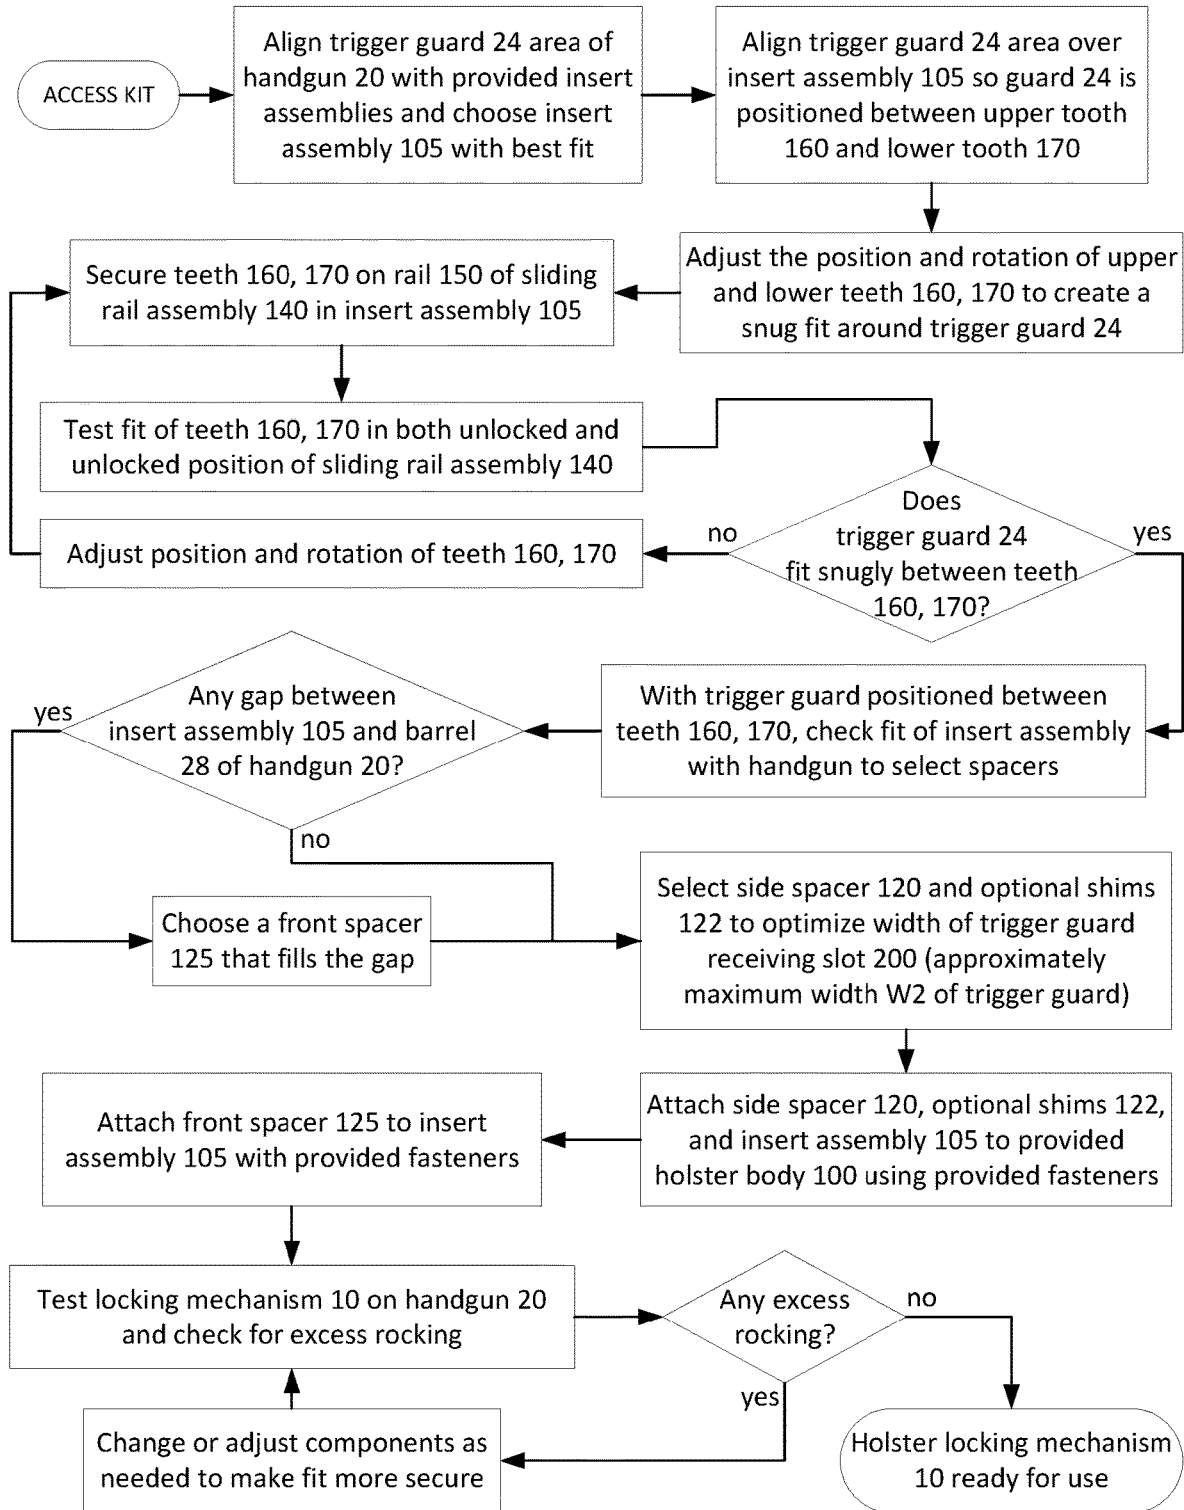 ACCESS KIT
Align trigger guard 24 area of
handgun 20 with provided insert
assemblies and choose insert
assembly 105 with best fit
Align trigger guard 24 area over
insert assembly 105 so guard 24 is
positioned between upper tooth
160 and lower tooth 170
Adjust the position and rotation of upper
and lower teeth 160, 170 to create a
snug fit around trigger guard 24
Secure teeth 160, 170 on rail 150 of sliding
rail assembly 140 in insert assembly 105
Test fit of teeth 160, 170 in both unlocked and
unlocked position of sliding rail assembly 140
Does
trigger guard 24
fit snugly between teeth
160, 170?
no
yes
Adjust position and rotation of teeth 160, 170
With trigger guard positioned between
teeth 160, 170, check fit of insert assembly
with handgun to select spacers
Any gap between
insert assembly 105 and barrel
28 of handgun 20?
yes
no
Choose a front spacer
125 that fills the gap
Select side spacer 120 and optional shims
122 to optimize width of trigger guard
receiving slot 200 (approximately
maximum width W2 of trigger guard)
Attach side spacer 120, optional shims 122,
and insert assembly 105 to provided
holster body 100 using provided fasteners
Attach front spacer 125 to insert
assembly 105 with provided fasteners
Test locking mechanism 10 on handgun 20
and check for excess rocking
Any excess
rocking?
no
yes
Change or adjust components as
needed to make fit more secure
Holster locking mechanism
10 ready for use